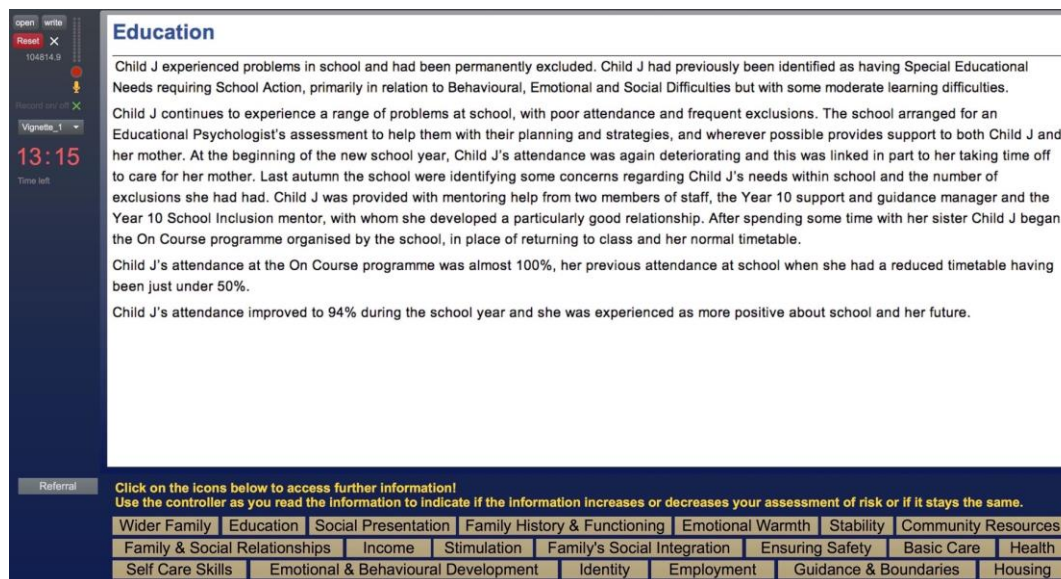 open write
Reset X
104814.9
Record on/ off X
Vignette_1
13:15
Time left
Education
Child J experienced problems in school and had been permanently excluded. Child J had previously been identified as having Special Educational
Needs requiring School Action, primarily in relation to Behavioural, Emotional and Social Difficulties but with some moderate learning difficulties.
Child J continues to experience a range of problems at school, with poor attendance and frequent exclusions. The school arranged for an
Educational Psychologist's assessment to help them with their planning and strategies, and wherever possible provides support to both Child J and
her mother. At the beginning of the new school year, Child J's attendance was again deteriorating and this was linked in part to her taking time off
to care for her mother. Last autumn the school were identifying some concerns regarding Child J's needs within school and the number of
exclusions she had had. Child J was provided with mentoring help from two members of staff, the Year 10 support and guidance manager and the
Year 10 School Inclusion mentor, with whom she developed a particularly good relationship. After spending some time with her sister Child J began
the On Course programme organised by the school, in place of returning to class and her normal timetable.
Child J's attendance at the On Course programme was almost 100%, her previous attendance at school when she had a reduced timetable having
been just under 50%.
Child J's attendance improved to 94% during the school year and she was experienced as more positive about school and her future.
Referral
Click on the icons below to access further information!
Use the controller as you read the information to indicate if the information increases or decreases your assessment of risk or if it stays the same.
Wider Family Education Social Presentation Family History & Functioning Emotional Warmth Stability Community Resources
Family & Social Relationships Income Stimulation Family's Social Integration Ensuring Safety Basic Care Health
Self Care Skills Emotional & Behavioural Development Identity Employment Guidance & Boundaries Housing